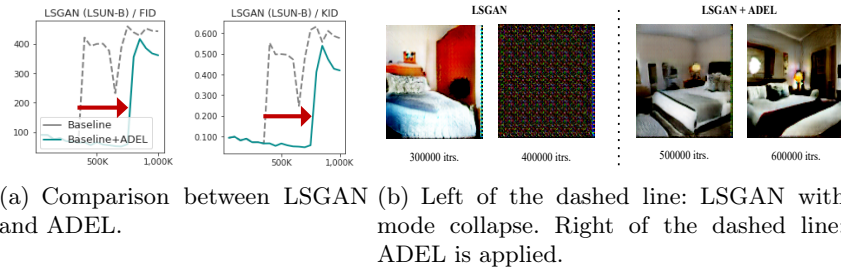 LSGAN (LSUN-B) / FID
400
300
200
100
Baseline
Baseline+ADEL
500K
1,000K
LSGAN (LSUN-B) / KID
0.600
0.500
0.400
0.300
0.200
0.100
500K
1,000K
LSGAN
LSGAN + ADEL
300000 itrs.
400000 itrs.
500000 itrs.
600000 itrs.
(a) Comparison between LSGAN
and ADEL.
(b) Left of the dashed line: LSGAN with
mode collapse. Right of the dashed line:
ADEL is applied.